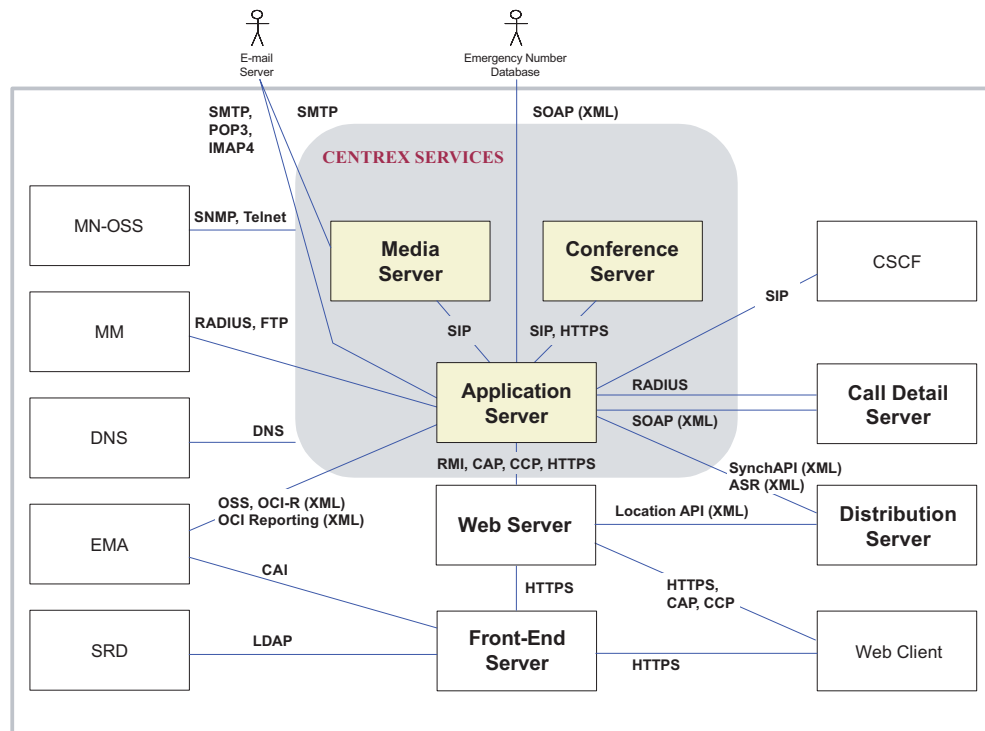 E-mail
Server
Emergency Number
Database
SMTP,
POP3,
IMAP4
SMTP
SOAP (XML)
CENTREX SERVICES
MN-OSS
SNMP, Telnet
Media
Server
Conference
Server
CSCF
SIP
MM
RADIUS, FTP
SIP
SIP, HTTPS
Application
Server
RADIUS
SOAP (XML)
Call Detail
Server
DNS
DNS
RMI, CAP, CCP, HTTPS
SynchAPI (XML)
ASR (XML)
OSS, OCI-R (XML)
OCI Reporting (XML)
EMA
Web Server
Location API (XML)
Distribution
Server
CAI
HTTPS
HTTPS,
CAP, CCP
SRD
LDAP
Front-End
Server
HTTPS
Web Client